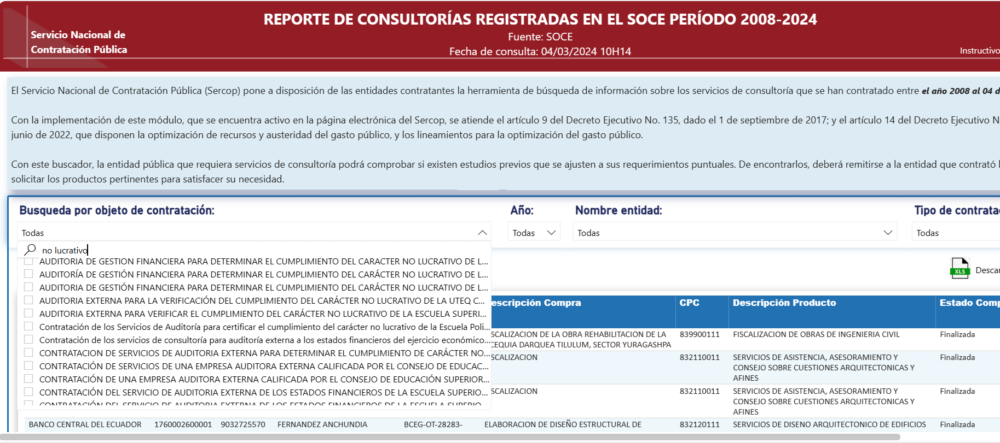 REPORTE DE CONSULTORÍAS REGISTRADAS EN EL SOCE PERÍODO 2008-2024
Servicio Nacional de
Contratación Pública
Fuente: SOCE
Fecha de consulta: 04/03/2024 10H14
Instructivo
El Servicio Nacional de Contratación Pública (Sercop) pone a disposición de las entidades contratantes la herramienta de búsqueda de información sobre los servicios de consultoría que se han contratado entre el año 2008 al 04 d
Con la implementación de este módulo, que se encuentra activo en la página electrónica del Sercop, se atiende el artículo 9 del Decreto Ejecutivo No. 135, dado el 1 de septiembre de 2017; y el artículo 14 del Decreto Ejecutivo N
junio de 2022, que disponen la optimización de recursos y austeridad del gasto público, y los lineamientos para la optimización del gasto público.
Con este buscador, la entidad pública que requiera servicios de consultoría podrá comprobar si existen estudios previos que se ajusten a sus requerimientos puntuales. De encontrarlos, deberá remitirse a la entidad que contrató l
solicitar los productos pertinentes para satisfacer su necesidad.
Busqueda por objeto de contratación:
Año:
Nombre entidad:
Tipo de contrata
Todas
Todas
Todas
Todas
no lucrativo
AUDITORIA DE GESTION FINANCIERA PARA DETERMINAR EL CUMPLIMIENTO DEL CARACTER NO LUCRATIVO DE L...
AUDITORÍA DE GESTIÓN FINANCIERA PARA DETERMINAR EL CUMPLIMIENTO DEL CARÁCTER NO LUCRATIVO DE L...
AUDITORÍA DE GESTIÓN FINANCIERA PARA DETERMINAR EL CUMPLIMIENTO DEL CARÁCTER NO LUCRATIVO DE L...
AUDITORIA EXTERNA PARA LA VERIFICACIÓN DEL CUMPLIMIENTO DEL CARÁCTER NO LUCRATIVO DE LA UTEQ C...
AUDITORIA EXTERNA PARA VERIFICAR EL CUMPLIMIENTO DEL CARÁCTER NO LUCRATIVO DE LA ESCUELA SUPERI...
Contratación de los Servicios de Auditoría para certificar el cumplimiento del carácter no lucrativo de la Escuela Poli...
Contratación de los servicios de consultoría para auditoría externa a los estados financieros del ejercicio económico...
CONTRATACION DE SERVICIOS DE AUDITORIA EXTERNA PARA DETERMINAR EL CUMPLIMIENTO DE CARÁCTER NO...
CONTRATACIÓN DE SERVICIOS DE UNA EMPRESA AUDITORA EXTERNA CALIFICADA POR EL CONSEJO DE EDUCAC...
CONTRATACIÓN DE UNA EMPRESA AUDITORA EXTERNA CALIFICADA POR EL CONSEJO DE EDUCACIÓN SUPERIOR...
CONTRATACIÓN DEL SERVICIO DE AUDITORIA EXTERNA DE LOS ESTADOS FINANCIEROS DE LA ESCUELA SUPERIO...
CONTRATACIÓN DEL SERVICIO DE AUDITORIA EXTERNA DE LOS ESTADOS FINANCIEROS DE LA ESCUELA SUPERIO...
XLS
Descar
escripción Compra
CPC
Descripción Producto
Estado Comp
SCALIZACION DE LA OBRA REHABILITACION DE LA
CEQUIA DARQUEA TILULUM, SECTOR YURAGASHPA
839900111
FISCALIZACION DE OBRAS DE INGENIERIA CIVIL
Finalizada
SCALIZACION
832110011
SERVICIOS DE ASISTENCIA, ASESORAMIENTO Y
CONSEJO SOBRE CUESTIONES ARQUITECTONICAS Y
AFINES
Finalizada
SCALIZACION
832110011
SERVICIOS DE ASISTENCIA, ASESORAMIENTO Y
CONSEJO SOBRE CUESTIONES ARQUITECTONICAS Y
AFINES
Finalizada
BANCO CENTRAL DEL ECUADOR
1760002600001
9032725570
FERNANDEZ ANCHUNDIA
BCEG-OT-28283-
ELABORACION DE DISEÑO ESTRUCTURAL DE
832120111
SERVICIOS DE DISENO ARQUITECTONICO DE EDIFICIOS
Finalizada